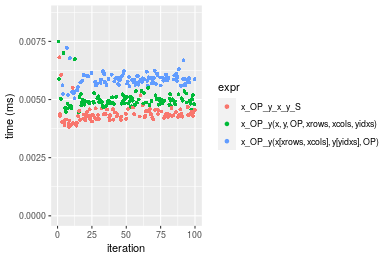 0.0075
0.0050
0.0025
0.0000
time (ms)
0 25 50 75 100
iteration
expr
x_OP_y_x_y_S
x_OP_y(x, y, OP, xrows, xcols, yidxs)
x_OP_y(x[xrows, xcols], y[yidxs], OP)